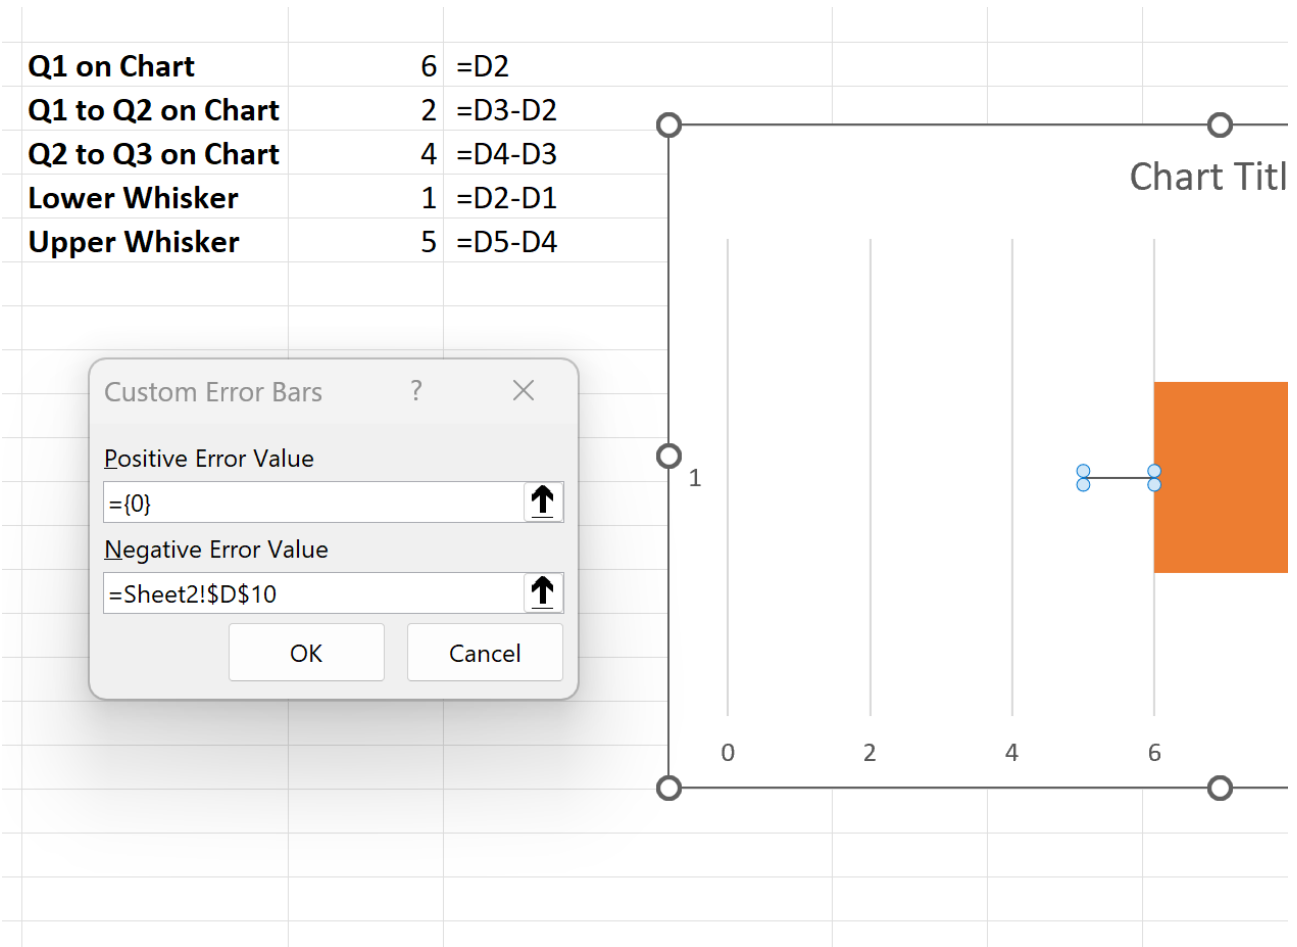 Q1 on Chart 6 =D2
Q1 to Q2 on Chart 2 =D3-D2
Q2 to Q3 on Chart 4 =D4-D3
Lower Whisker 1 =D2-D1
Upper Whisker 5 =D5-D4
Chart Titl
Custom Error Bars ?
Positive Error Value
={0}
Negative Error Value
=Sheet2!$D$10
OK Cancel
1
0 2 4 6